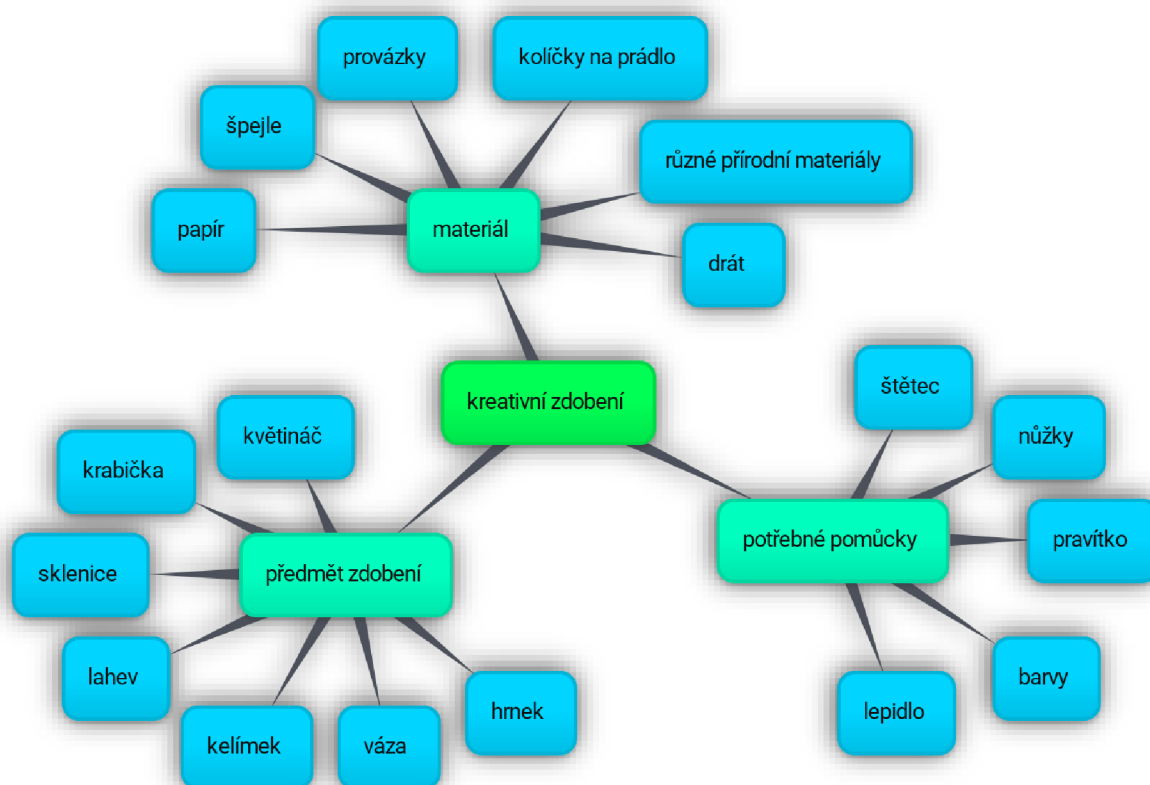 provázky
kolíčky na prádlo
špejle
různé přírodní materiály
papír
materiál
drát
kreativní zdobení
štětec
květináč
nůžky
krabička
potřebné pomůcky
pravítko
sklenice
předmět zdobení
lahev
barvy
hrnek
lepidlo
kelímek
váza